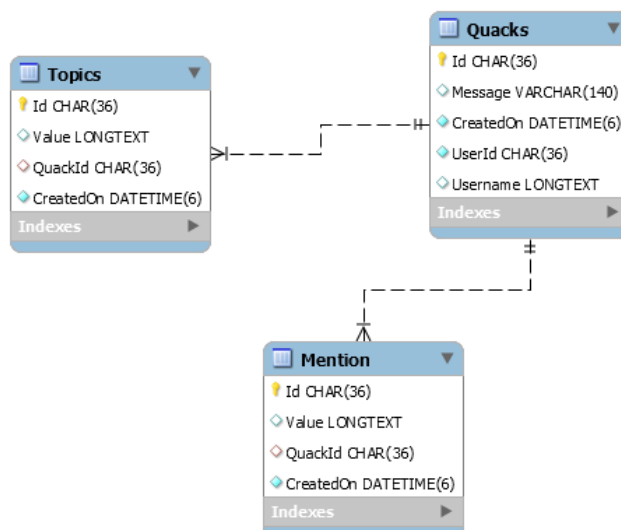 Topics
Id CHAR(36)
Value LONGTEXT
QuackId CHAR(36)
CreatedOn DATETIME(6)
Indexes
Quacks
Id CHAR(36)
Message VARCHAR(140)
CreatedOn DATETIME(6)
UserId CHAR(36)
Username LONGTEXT
Indexes
Mention
Id CHAR(36)
Value LONGTEXT
QuackId CHAR(36)
CreatedOn DATETIME(6)
Indexes